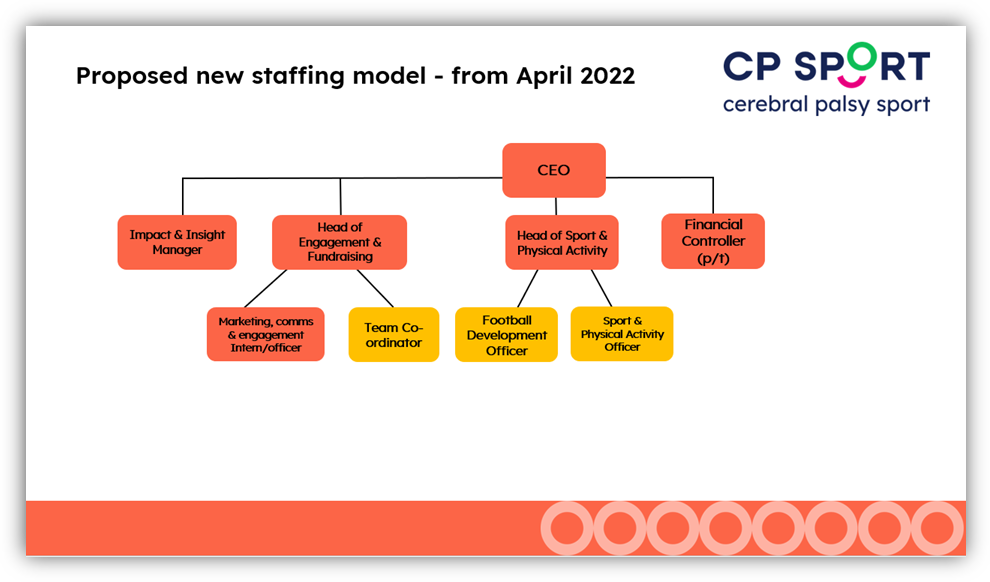 Proposed new staffing model - from April 2022
CP SPORT
cerebral palsy sport
CEO
Impact & Insight
Manager
Head of
Engagement &
Fundraising
Head of Sport &
Physical Activity
Financial
Controller
(p/t)
Marketing, comms
& engagement
Intern/officer
Team Co-
ordinator
Football
Development
Officer
Sport &
Physical Activity
Officer